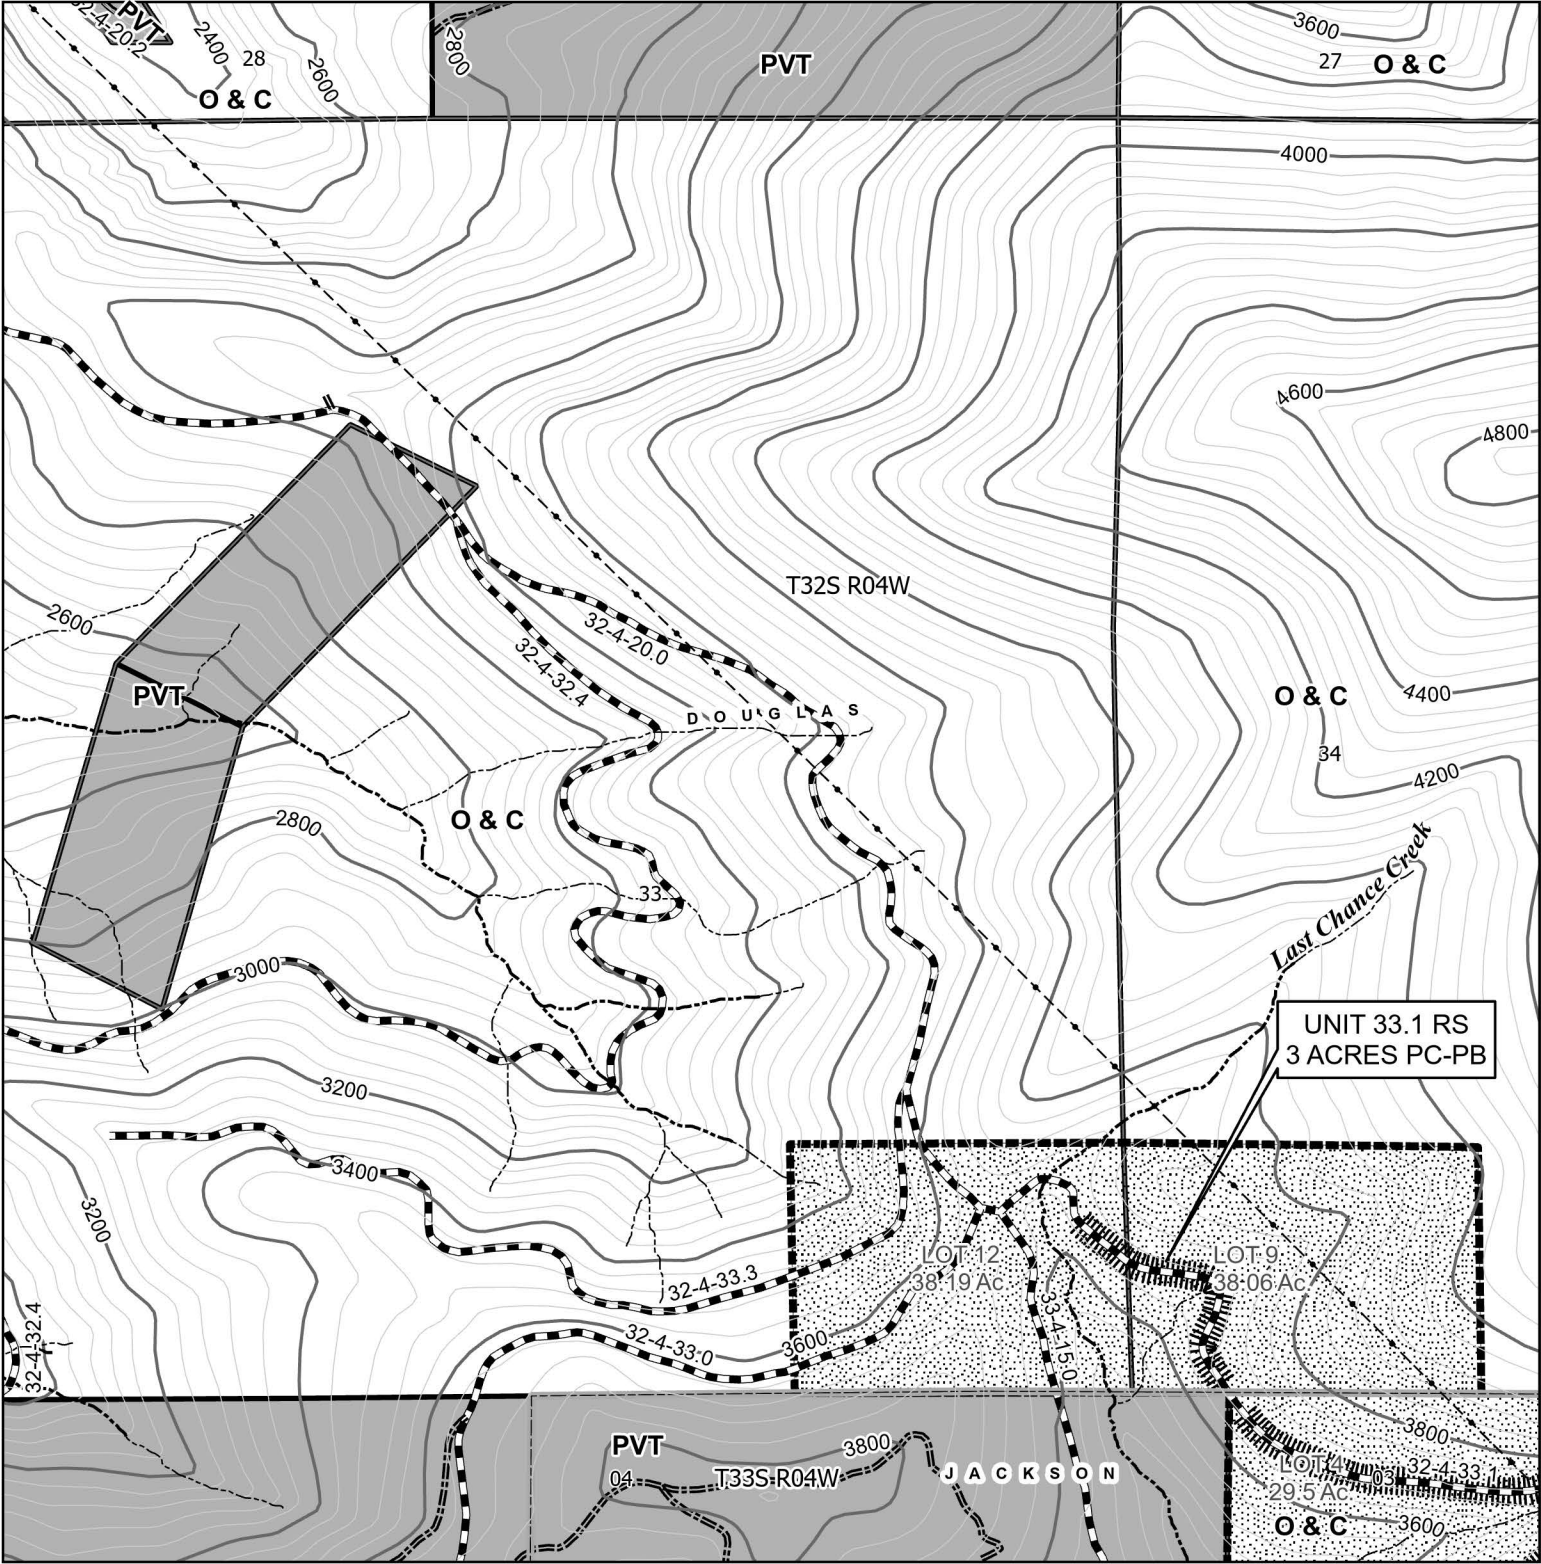 PVT
32-4-20.2
2400
28
O & C
2600
2800
PVT
3600
27
O & C
4000
4600
4800
T32S R04W
2600
32-4-20.0
32-4-32.4
PVT
DOUGLAS
O & C
4400
34
4200
2800
O & C
33
Last Chance Creek
3000
UNIT 33.1 RS
3 ACRES PC-PB
3200
3400
3200
LOT 12
38.19 Ac
LOT 9
38.06 Ac
32-4-33.3
33-4-15.0
32-4-33.0
3600
32-4-32.4
PVT
3800
04
T33S R04W
JACKSON
3800
LOT 4
03
32-4-33.1
29.5 Ac
O & C
3600